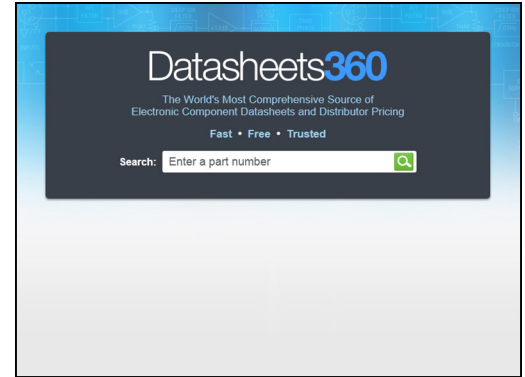 Datasheets360
The World's Most Comprehensive Source of
Electronic Component Datasheets and Distributor Pricing
Fast • Free • Trusted
Search: Enter a part number